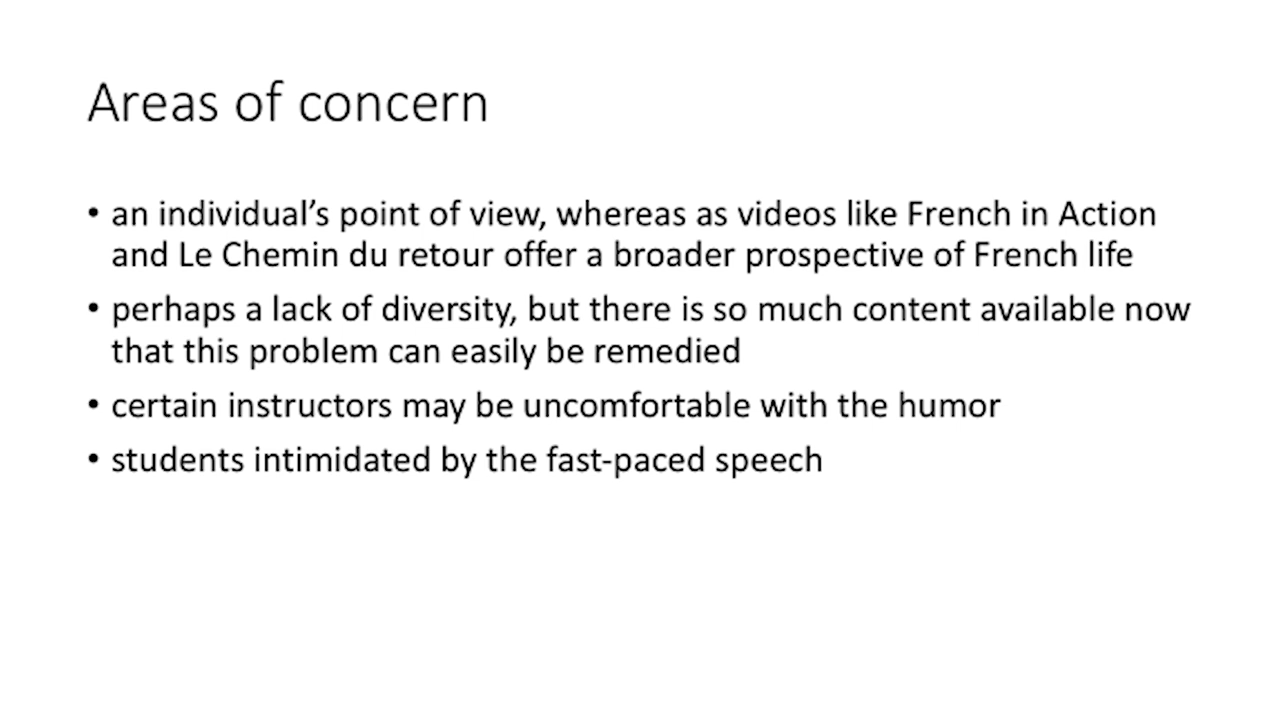 Areas of concern
• an individual’s point of view, whereas as videos like French in Action
and Le Chemin du retour offer a broader prospective of French life
• perhaps a lack of diversity, but there is so much content available now
that this problem can easily be remedied
• certain instructors may be uncomfortable with the humor
• students intimidated by the fast-paced speech